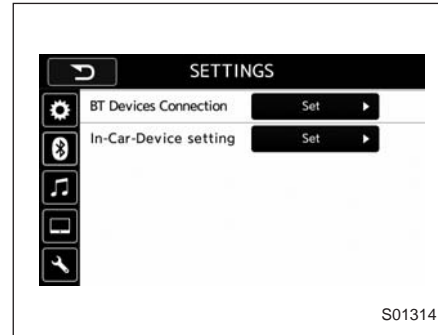 SETTINGS
BT Devices Connection Set
In-Car-Device setting Set
S01314